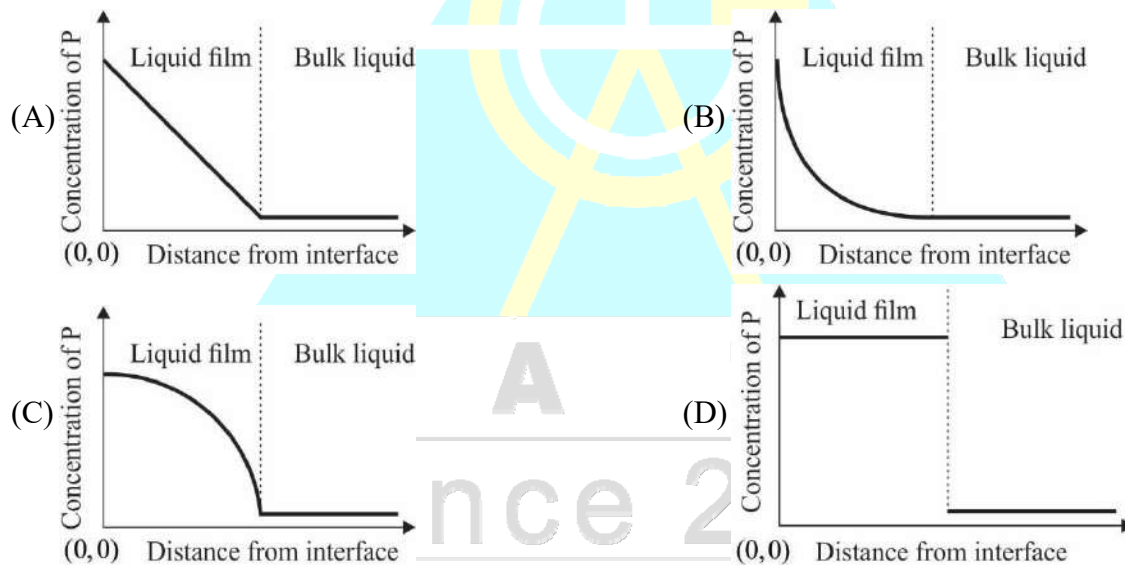 (A)
Concentration of P
Liquid film
Bulk liquid
(0, 0)
Distance from interface
(B)
Concentration of P
Liquid film
Bulk liquid
(0, 0)
Distance from interface
(C)
Concentration of P
Liquid film
Bulk liquid
(0, 0)
Distance from interface
(D)
Concentration of P
Liquid film
Bulk liquid
(0, 0)
Distance from interface
A
nce 2